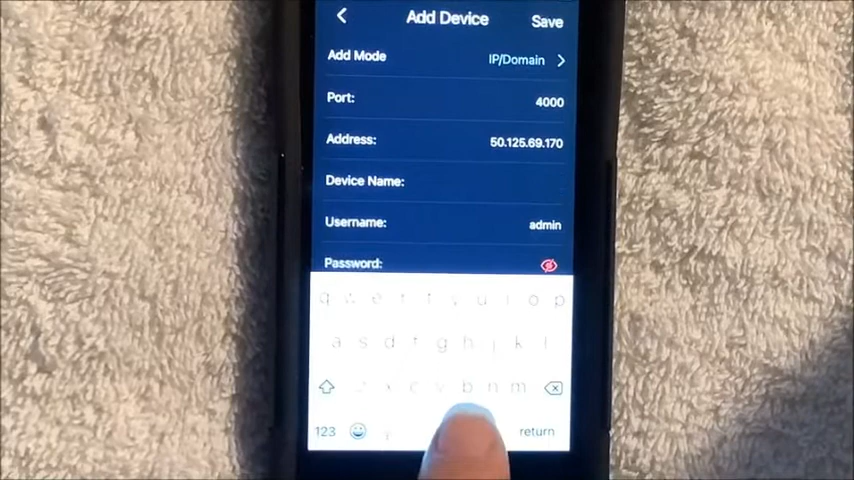 Add Device Save
Add Mode IP/Domain
Port: 4000
Address: 50.125.69.170
Device Name:
Username: admin
Password:
q w e r t y u i o p
a s d f g h j k l
z x c v b n m
123 return